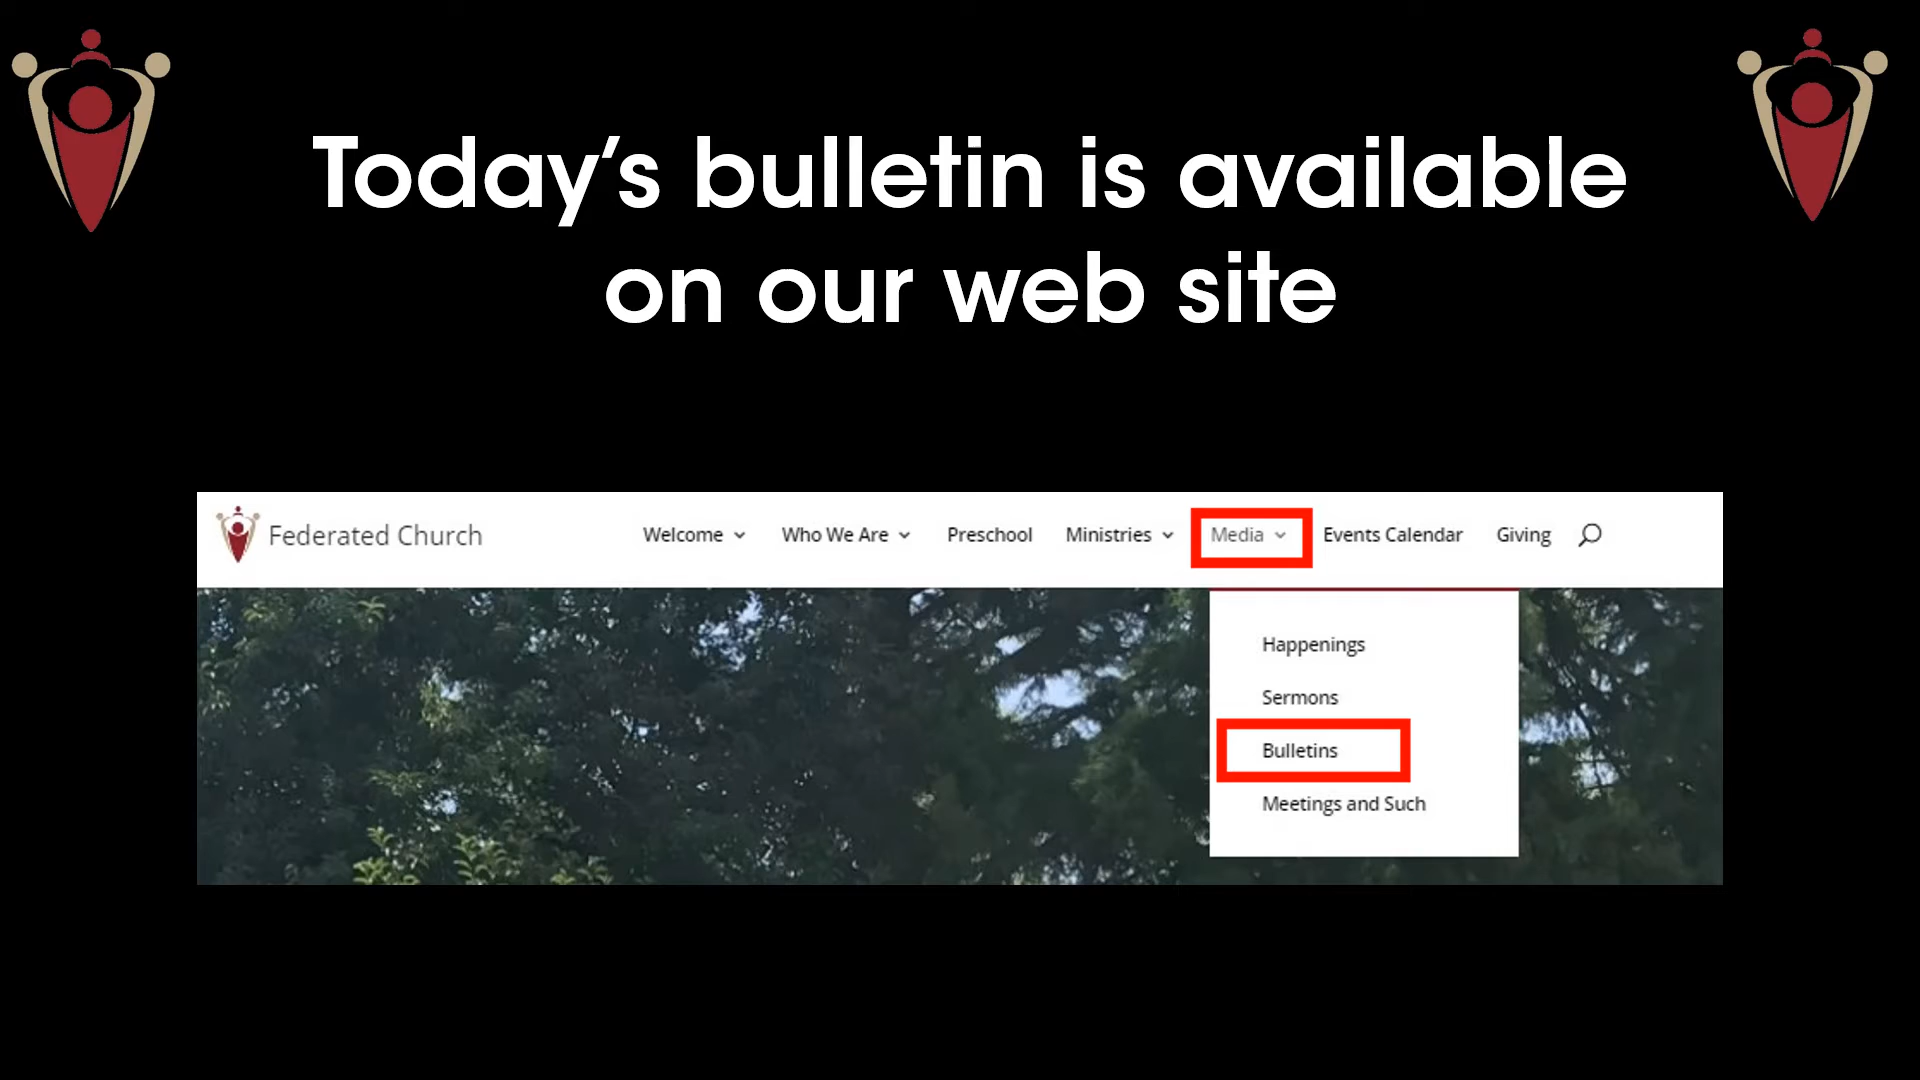 Today's bulletin is available
on our web site
Federated Church Welcome Who We Are Preschool Ministries Media Events Calendar Giving
Happenings
Sermons
Bulletins
Meetings and Such